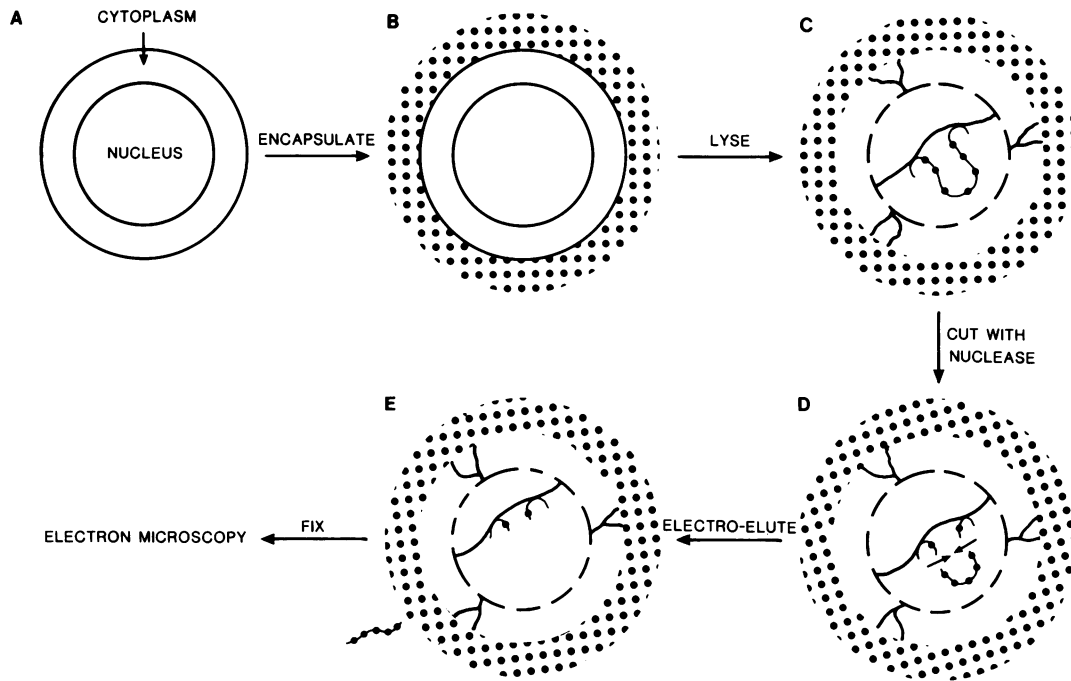 A
CYTOPLASM
NUCLEUS
ENCAPSULATE
B
LYSE
C
CUT WITH
NUCLEASE
D
ELECTRO-ELUTE
E
FIX
ELECTRON MICROSCOPY